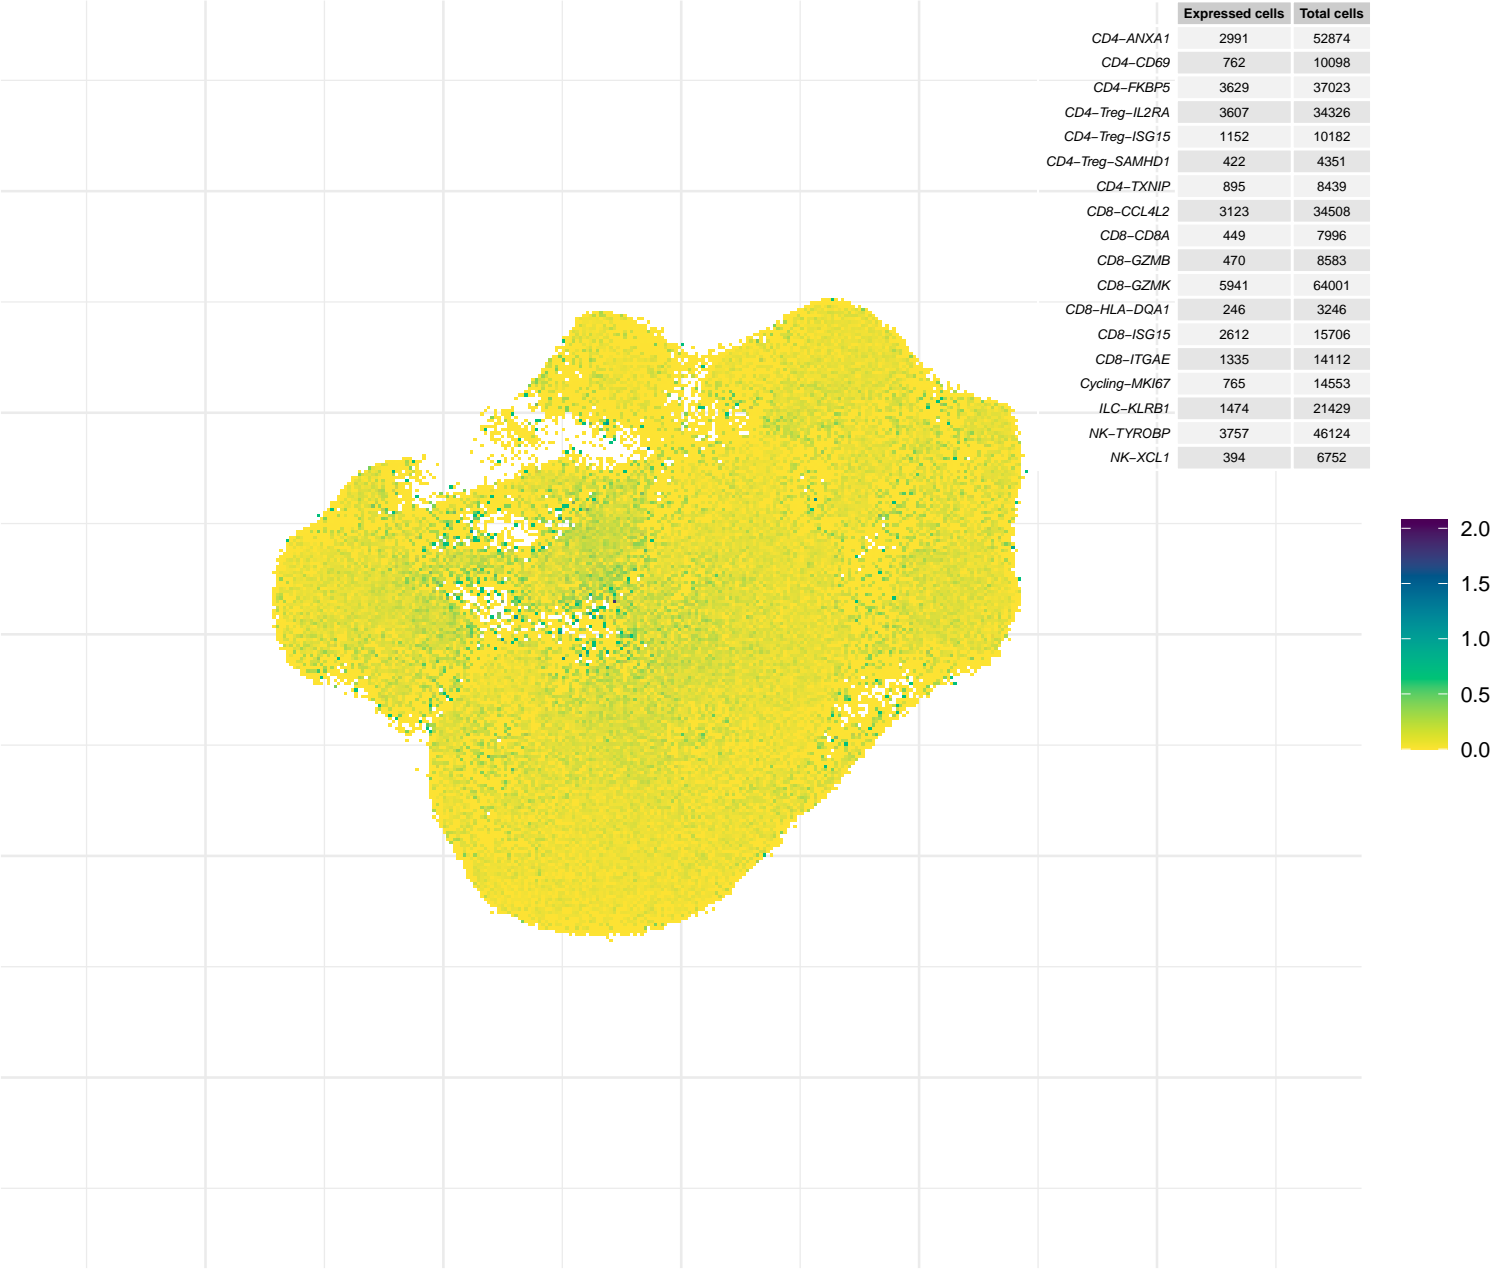 Expressed cells Total cells
CD4−ANXA1 2991 52874
CD4−CD69 762 10098
CD4−FKBP5 3629 37023
CD4−Treg−IL2RA 3607 34326
CD4−Treg−ISG15 1152 10182
CD4−Treg−SAMHD1 422 4351
CD4−TXNIP 895 8439
CD8−CCL4L2 3123 34508
CD8−CD8A 449 7996
CD8−GZMB 470 8583
CD8−GZMK 5941 64001
CD8−HLA−DQA1 246 3246
CD8−ISG15 2612 15706
CD8−ITGAE 1335 14112
Cycling−MKI67 765 14553
ILC−KLRB1 1474 21429
NK−TYROBP 3757 46124
NK−XCL1 394 6752
2.0
1.5
1.0
0.5
0.0